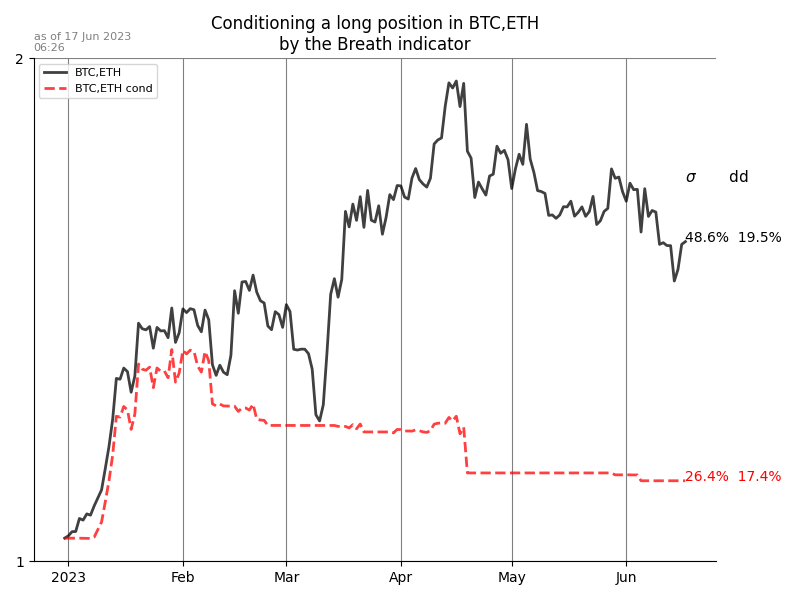 Conditioning a long position in BTC,ETH
by the Breath indicator
as of 17 Jun 2023
06:26
2
BTC,ETH
BTC,ETH cond
σ dd
48.6% 19.5%
26.4% 17.4%
1
2023 Feb Mar Apr May Jun